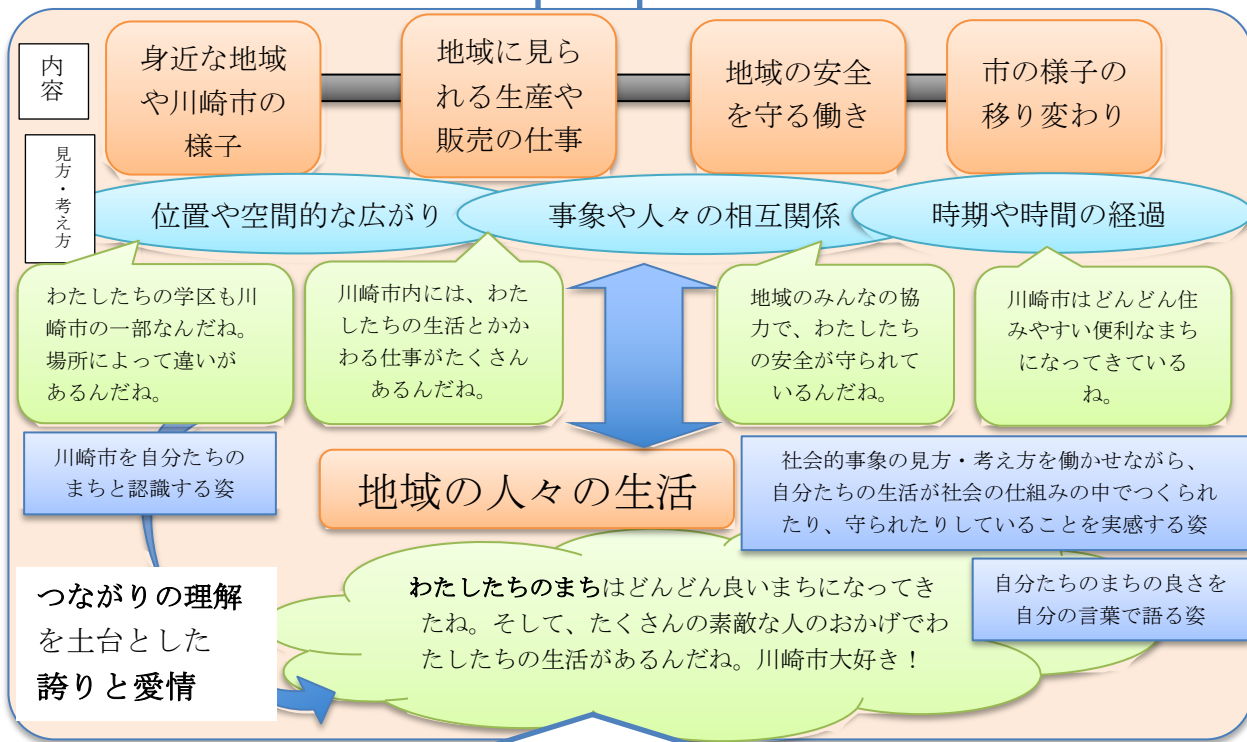 内容
身近な地域
や川崎市の
様子
地域に見ら
れる生産や
販売の仕事
地域の安全
を守る働き
市の様子の
移り変わり
見方・考え方
位置や空間的な広がり
事象や人々の相互関係
時期や時間の経過
わたしたちの学区も川
崎市の一部なんだね。
場所によって違いが
あるんだね。
川崎市内には、わた
したちの生活とかか
わる仕事がたくさん
あるんだね。
地域のみんなの協
力で、わたしたち
の安全が守られて
いるんだね。
川崎市はどんどん住
みやすい便利なまち
になってきている
ね。
川崎市を自分たちの
まちと認識する姿
地域の人々の生活
社会的事象の見方・考え方を働かせながら、
自分たちの生活が社会の仕組みの中でつくられ
たり、守られたりしていることを実感する姿
つながりの理解
を土台とした
誇りと愛情
わたしたちのまちはどんどん良いまちになってき
たね。そして、たくさんの素敵な人のおかげでわ
たしたちの生活があるんだね。川崎市大好き！
自分たちのまちの良さを
自分の言葉で語る姿